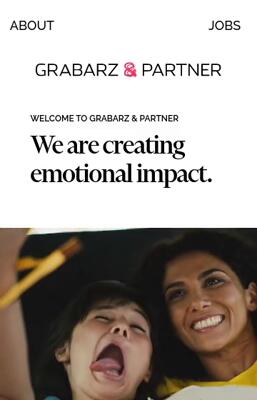 ABOUT JOBS
GRABARZ & PARTNER
WELCOME TO GRABARZ & PARTNER
We are creating
emotional impact.